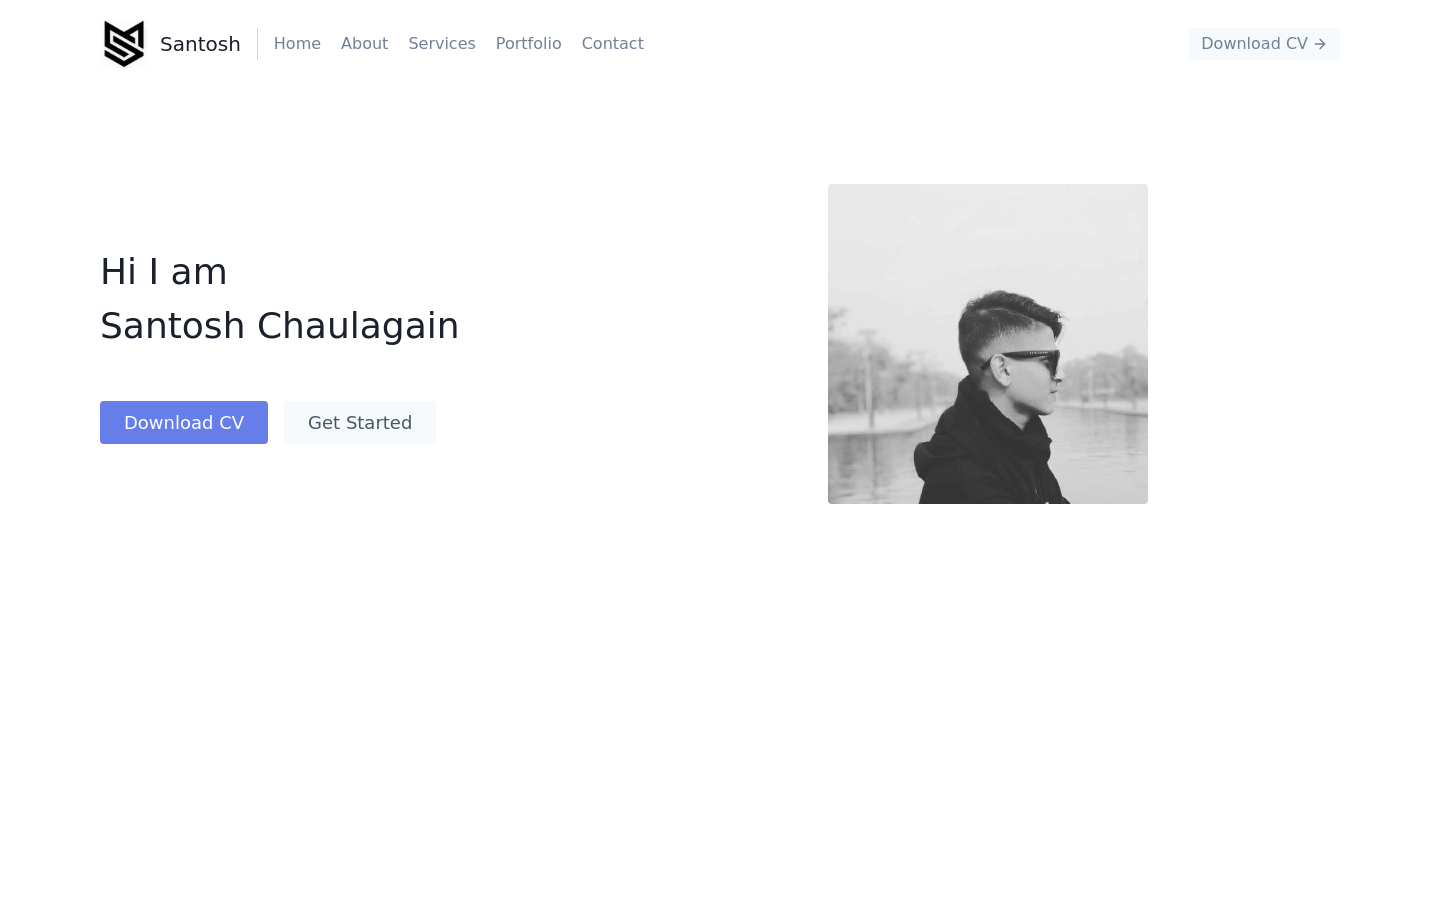 Santosh
Home
About
Services
Portfolio
Contact
Download CV
Hi I am
Santosh Chaulagain
Download CV
Get Started